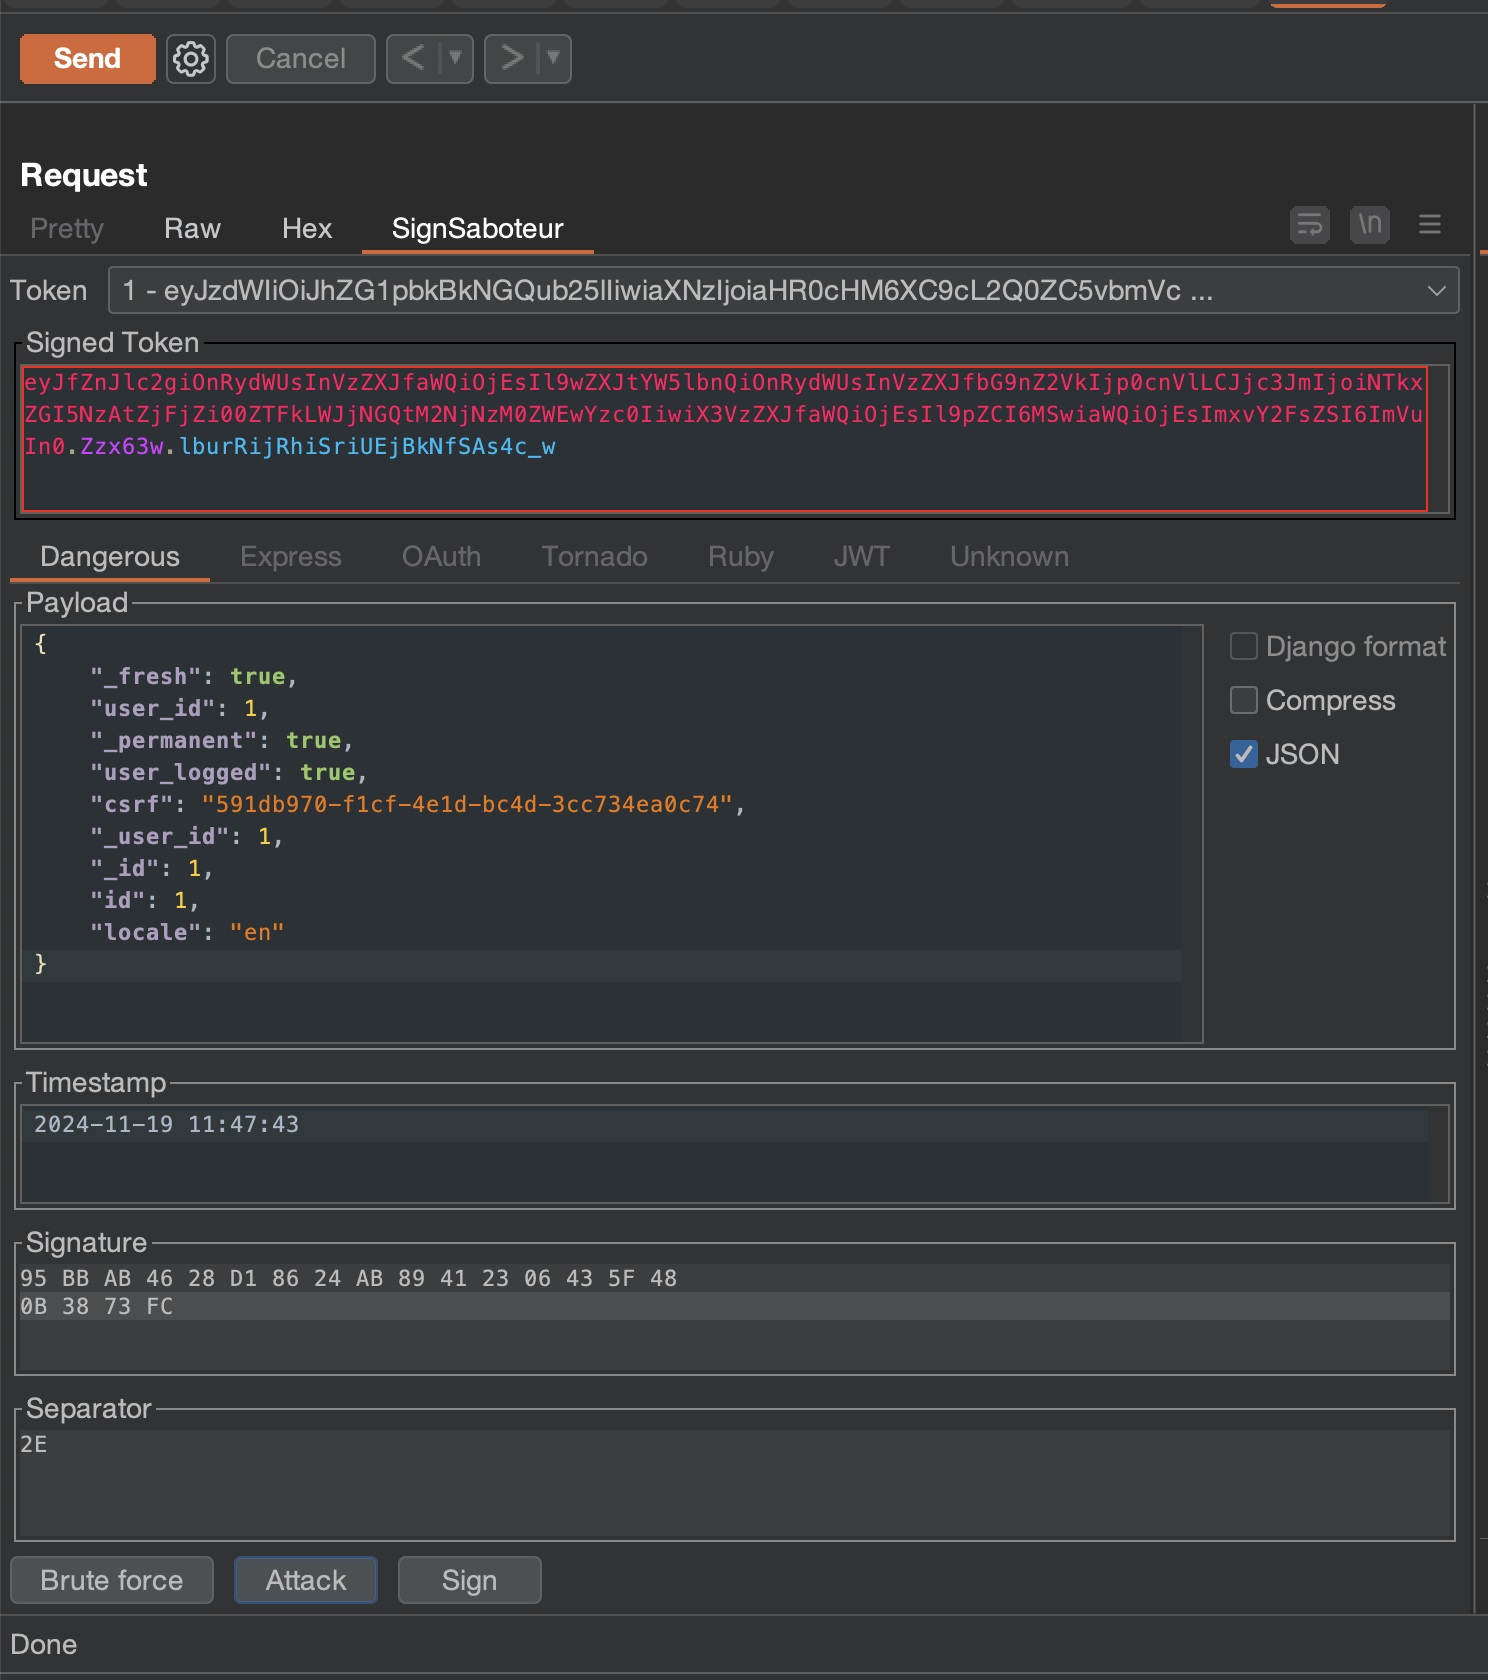 Send
Cancel
<
>
Request
Pretty Raw Hex SignSaboteur
\n
Token 1 - eyJzdWIiOiJhZG1pbkBkNGQub25lIiwiaXNzIjoiaHR0cHM6XC9cL2Q0ZC5vbmVc ...
Signed Token
eyJfZnJlc2giOnRydWUsInVzZXJfaWQiOjEsIl9wZXJtYW5lbnQiOnRydWUsInVzZXJfbG9nZ2VkIjp0cnVlLCJjc3JmIjoiNTkx
ZGI5NzAtZjFjZi00ZTFkLWJjNGQtM2NjNzM0ZWEwYzc0IiwiX3VzZXJfaWQiOjEsIl9pZCI6MSwiaWQiOjEsImxvY2FsZSI6ImVu
In0.Zzx63w.lburRijRhiSriUEjBkNfSAs4c_w
Dangerous Express OAuth Tornado Ruby JWT Unknown
Payload
{
"_fresh": true,
"user_id": 1,
"_permanent": true,
"user_logged": true,
"csrf": "591db970-f1cf-4e1d-bc4d-3cc734ea0c74",
"_user_id": 1,
"_id": 1,
"id": 1,
"locale": "en"
}
Django format
Compress
JSON
Timestamp
2024-11-19 11:47:43
Signature
95 BB AB 46 28 D1 86 24 AB 89 41 23 06 43 5F 48
0B 38 73 FC
Separator
2E
Brute force Attack Sign
Done